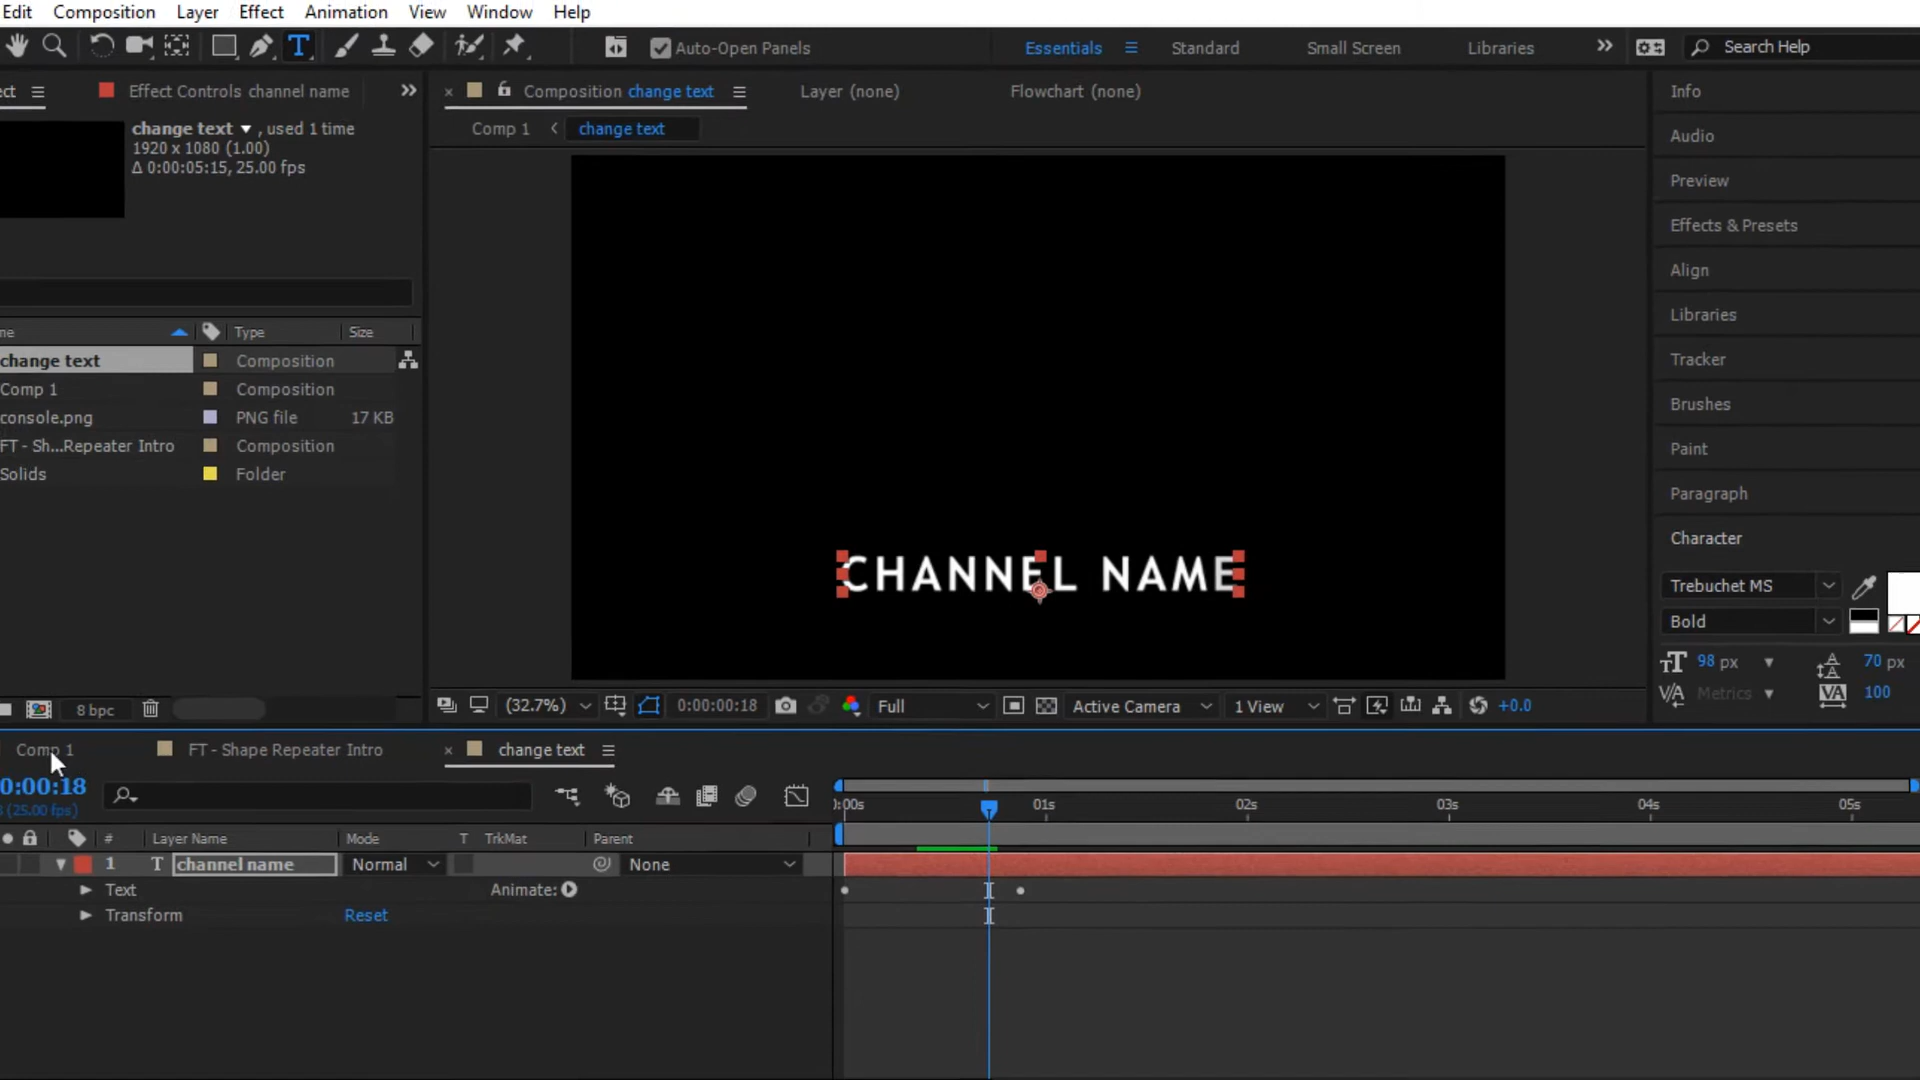 Edit Composition Layer Effect Animation View Window Help
Auto-Open Panels Essentials Standard Small Screen Libraries Search Help
ect Effect Controls channel name
Composition change text Layer (none) Flowchart (none)
Comp 1 change text
change text , used 1 time
1920 x 1080 (1.00)
Δ 0:00:05:15, 25.00 fps
me Type Size
change text Composition
Comp 1 Composition
console.png PNG file 17 KB
FT - Sh...Repeater Intro Composition
Solids Folder
8 bpc
CHANNEL NAME
(32.7%) 0:00:00:18 Full Active Camera 1 View +0.0
Info
Audio
Preview
Effects & Presets
Align
Libraries
Tracker
Brushes
Paint
Paragraph
Character
Trebuchet MS
Bold
98 px 70 px
Metrics 100
Comp 1 FT - Shape Repeater Intro change text
0:00:18
(25.00 fps)
# Layer Name Mode T TrkMat Parent
1 T channel name Normal None
Text Animate:
Transform Reset
):00s 01s 02s 03s 04s 05s